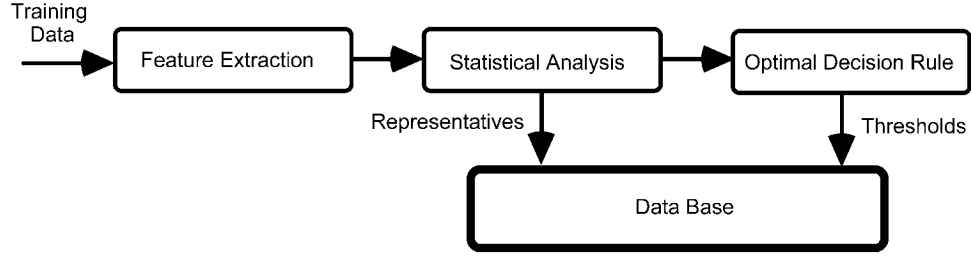 Training
Data
Feature Extraction
Statistical Analysis
Optimal Decision Rule
Representatives
Thresholds
Data Base